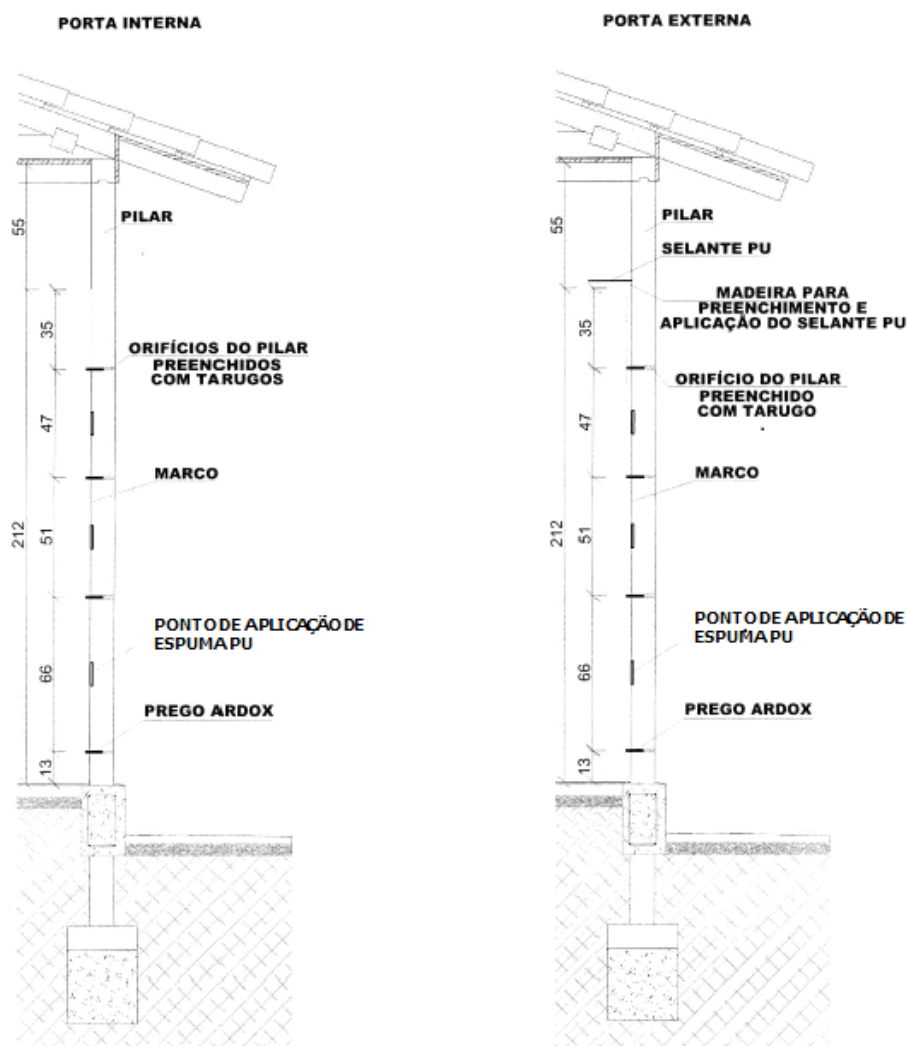 PORTA INTERNA
55
PILAR
35
ORIFÍCIOS DO PILAR
PREENCHIDOS
COM TARUGOS
47
MARCO
212
51
PONTO DE APLICAÇÃO DE
ESPUMA PU
66
PREGO ARDOX
13
PORTA EXTERNA
55
PILAR
SELANTE PU
MADEIRA PARA
PREENCHIMENTO E
APLICAÇÃO DO SELANTE PU
35
ORIFÍCIO DO PILAR
PREENCHIDO
COM TARUGO
47
MARCO
212
51
PONTO DE APLICAÇÃO DE
ESPUMA PU
66
PREGO ARDOX
13